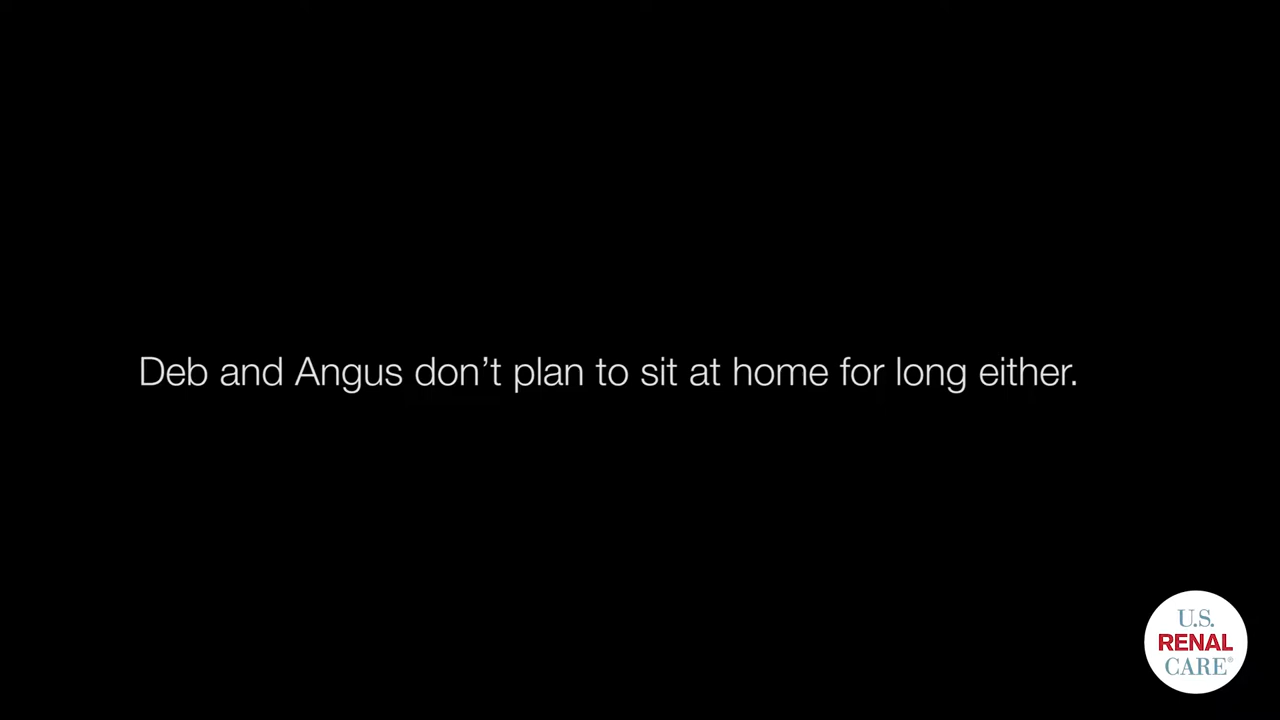 Deb and Angus don’t plan to sit at home for long either.
U.S.
RENAL
CARE®